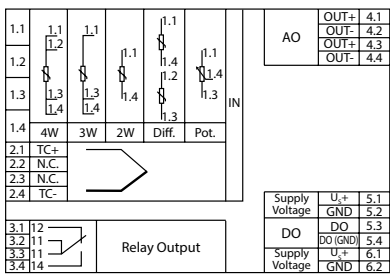 1.1
1.2
1.3
1.4
1.1
1.2
1.3
1.4
4W
1.1
1.3
1.4
3W
1.1
1.4
2W
1.1
1.4
1.2
1.3
Diff.
1.1
1.4
1.3
Pot.
IN
2.1 TC+
2.2 N.C.
2.3 N.C.
2.4 TC-
3.1 12
3.2 11
3.3 11
3.4 14
Relay Output
AO
OUT+ 4.1
OUT- 4.2
OUT+ 4.3
OUT- 4.4
Supply Voltage
Us+ 5.1
GND 5.2
DO
DO 5.3
DO (GND) 5.4
Supply Voltage
Us+ 6.1
GND 6.2